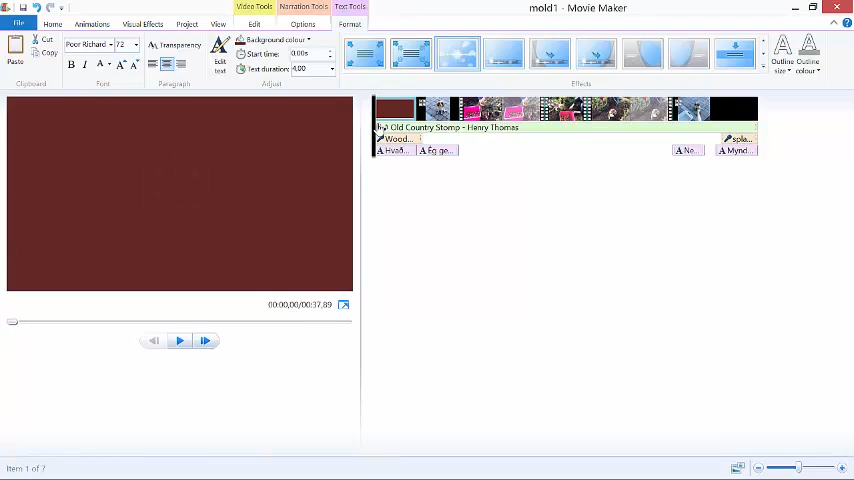 mold1 - Movie Maker
Video Tools Narration Tools Text Tools
File Home Animations Visual Effects Project View Edit Options Format
Paste Cut Copy
Clipboard
Poor Richard 72
B I A A A
Font
Transparency
Paragraph
Edit text
Background colour
Start time: 0,00s
Text duration: 4,00
Adjust
Effects
Outline size
Outline colour
Old Country Stomp - Henry Thomas
Wood... spla...
A Hvað... A Ég ge... A Ne... A Mynd...
00:00,00/00:37,89
Item 1 of 7